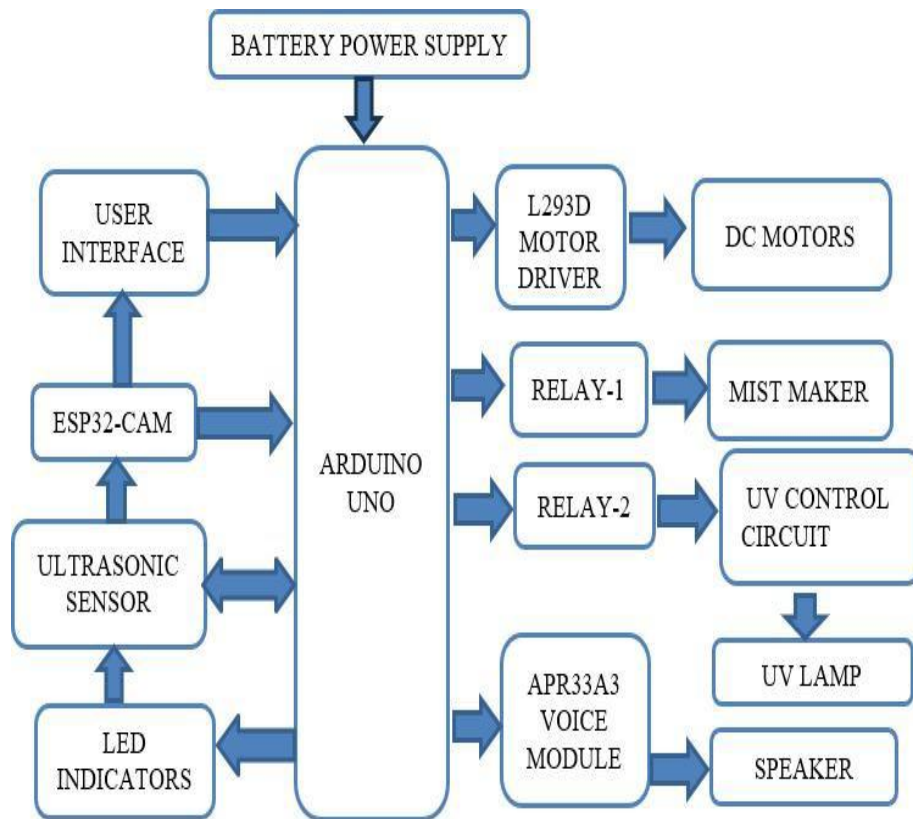 BATTERY POWER SUPPLY
USER
INTERFACE
ESP32-CAM
ULTRASONIC
SENSOR
LED
INDICATORS
ARDUINO
UNO
L293D
MOTOR
DRIVER
DC MOTORS
RELAY-1
MIST MAKER
RELAY-2
UV CONTROL
CIRCUIT
UV LAMP
APR33A3
VOICE
MODULE
SPEAKER